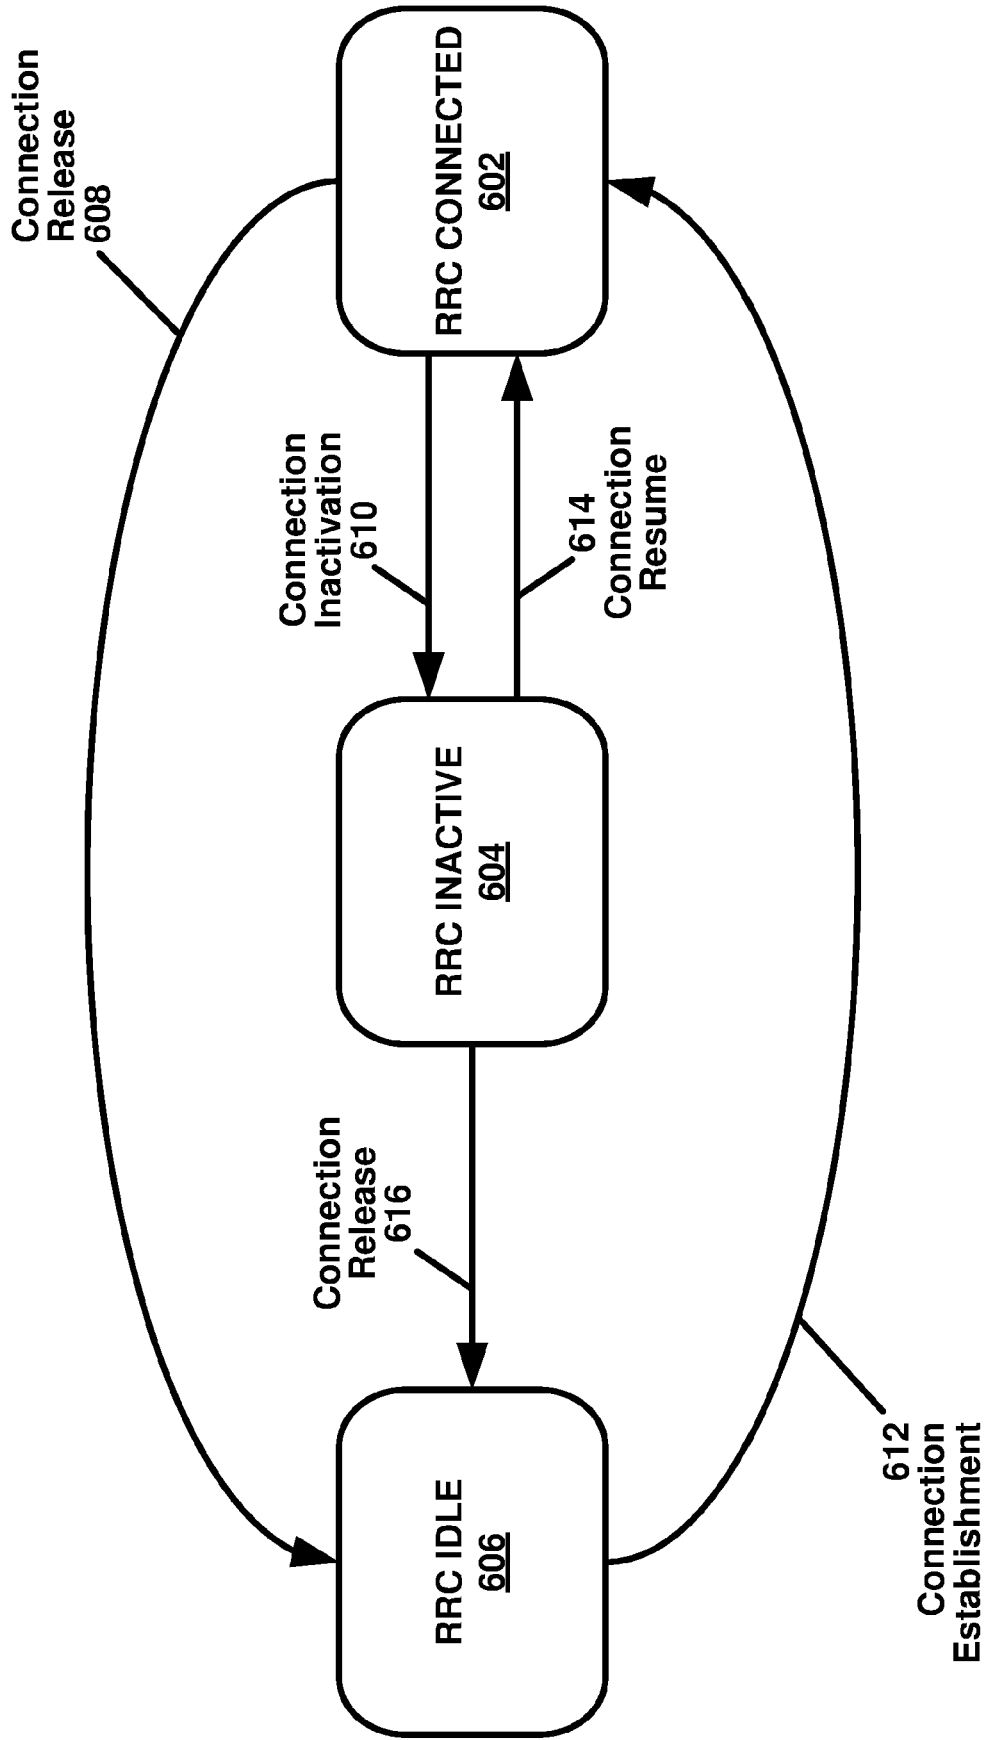 Connection
Release
608
RRC IDLE
606
Connection
Release
616
RRC INACTIVE
604
Connection
Inactivation
610
614
Connection
Resume
RRC CONNECTED
602
612
Connection
Establishment